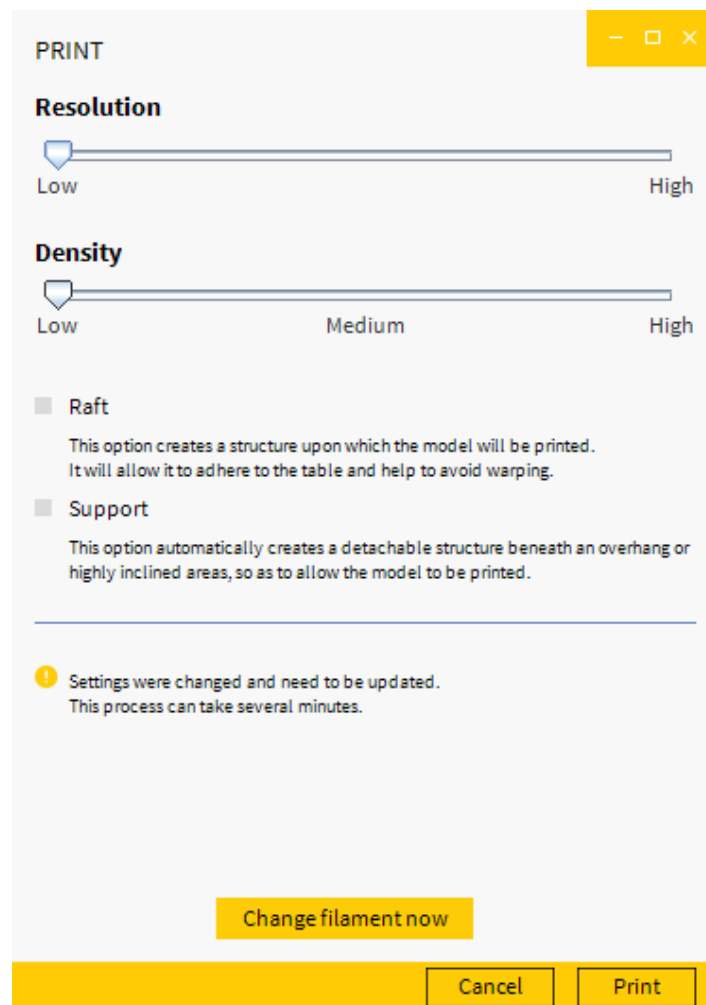 PRINT
Resolution
Low High
Density
Low Medium High
Raft
This option creates a structure upon which the model will be printed.
It will allow it to adhere to the table and help to avoid warping.
Support
This option automatically creates a detachable structure beneath an overhang or
highly inclined areas, so as to allow the model to be printed.
Settings were changed and need to be updated.
This process can take several minutes.
Change filament now
Cancel Print